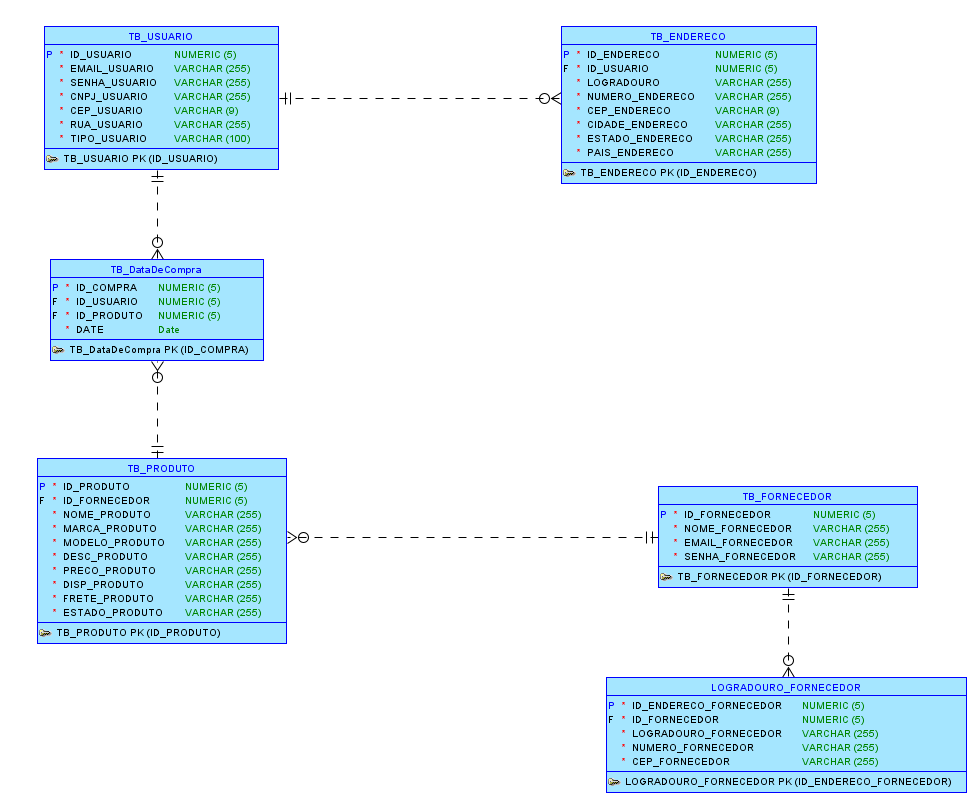 TB_USUARIO
P * ID_USUARIO NUMERIC (5)
* EMAIL_USUARIO VARCHAR (255)
* SENHA_USUARIO VARCHAR (255)
* CNPJ_USUARIO VARCHAR (255)
* CEP_USUARIO VARCHAR (9)
* RUA_USUARIO VARCHAR (255)
* TIPO_USUARIO VARCHAR (100)
TB_USUARIO PK (ID_USUARIO)
TB_ENDERECO
P * ID_ENDERECO NUMERIC (5)
F * ID_USUARIO NUMERIC (5)
* LOGRADOURO VARCHAR (255)
* NUMERO_ENDERECO VARCHAR (255)
* CEP_ENDERECO VARCHAR (9)
* CIDADE_ENDERECO VARCHAR (255)
* ESTADO_ENDERECO VARCHAR (255)
* PAIS_ENDERECO VARCHAR (255)
TB_ENDERECO PK (ID_ENDERECO)
TB_DataDeCompra
P * ID_COMPRA NUMERIC (5)
F * ID_USUARIO NUMERIC (5)
F * ID_PRODUTO NUMERIC (5)
* DATE Date
TB_DataDeCompra PK (ID_COMPRA)
TB_PRODUTO
P * ID_PRODUTO NUMERIC (5)
F * ID_FORNECEDOR NUMERIC (5)
* NOME_PRODUTO VARCHAR (255)
* MARCA_PRODUTO VARCHAR (255)
* MODELO_PRODUTO VARCHAR (255)
* DESC_PRODUTO VARCHAR (255)
* PRECO_PRODUTO VARCHAR (255)
* DISP_PRODUTO VARCHAR (255)
* FRETE_PRODUTO VARCHAR (255)
* ESTADO_PRODUTO VARCHAR (255)
TB_PRODUTO PK (ID_PRODUTO)
TB_FORNECEDOR
P * ID_FORNECEDOR NUMERIC (5)
* NOME_FORNECEDOR VARCHAR (255)
* EMAIL_FORNECEDOR VARCHAR (255)
* SENHA_FORNECEDOR VARCHAR (255)
TB_FORNECEDOR PK (ID_FORNECEDOR)
LOGRADOURO_FORNECEDOR
P * ID_ENDERECO_FORNECEDOR NUMERIC (5)
F * ID_FORNECEDOR NUMERIC (5)
* LOGRADOURO_FORNECEDOR VARCHAR (255)
* NUMERO_FORNECEDOR VARCHAR (255)
* CEP_FORNECEDOR VARCHAR (255)
LOGRADOURO_FORNECEDOR PK (ID_ENDERECO_FORNECEDOR)